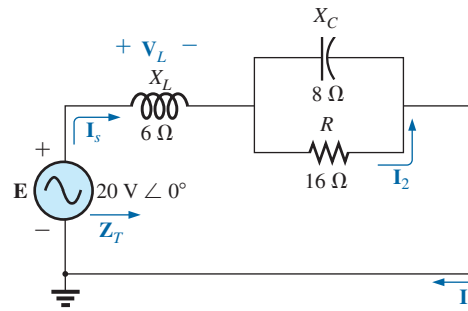 X_C
+ V_L −
X_L
8 Ω
I_s
6 Ω
R
+
16 Ω
I_2
E
20 V ∠ 0°
−
Z_T
I